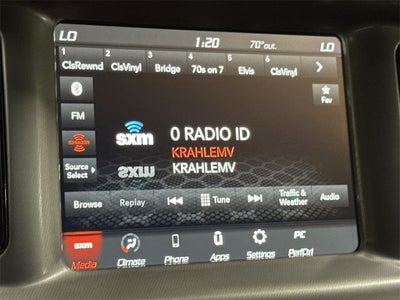 LO 1:20 70°out. LO
1 2 3 4 5 6
ClsRewnd ClsVinyl Bridge 70s on 7 Elvis ClsVinyl
Fav
FM
sxm 0 RADIO ID
KRAHLEMV
KRAHLEMV
Source Select
Browse Replay Tune Traffic & Weather Audio
sxm PC
Media Climate Phone Apps Settings PerfCtrl